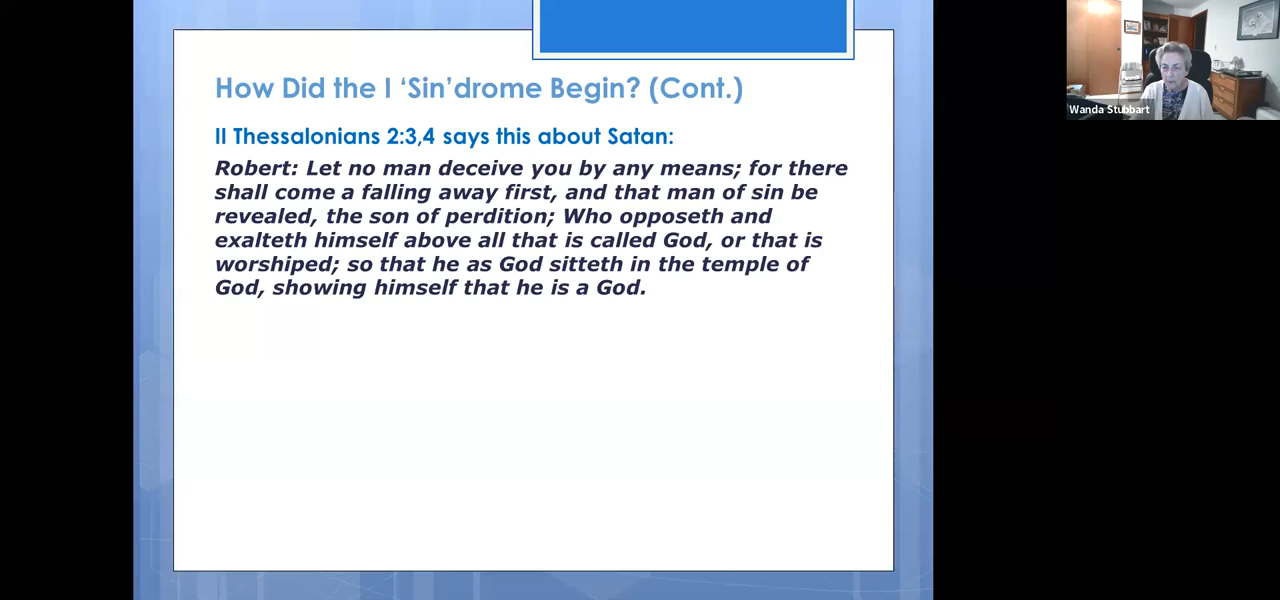 How Did the I ‘Sin’drome Begin? (Cont.)
II Thessalonians 2:3,4 says this about Satan:
Robert: Let no man deceive you by any means; for there
shall come a falling away first, and that man of sin be
revealed, the son of perdition; Who opposeth and
exalteth himself above all that is called God, or that is
worshiped; so that he as God sitteth in the temple of
God, showing himself that he is a God.
Wanda Stubbart